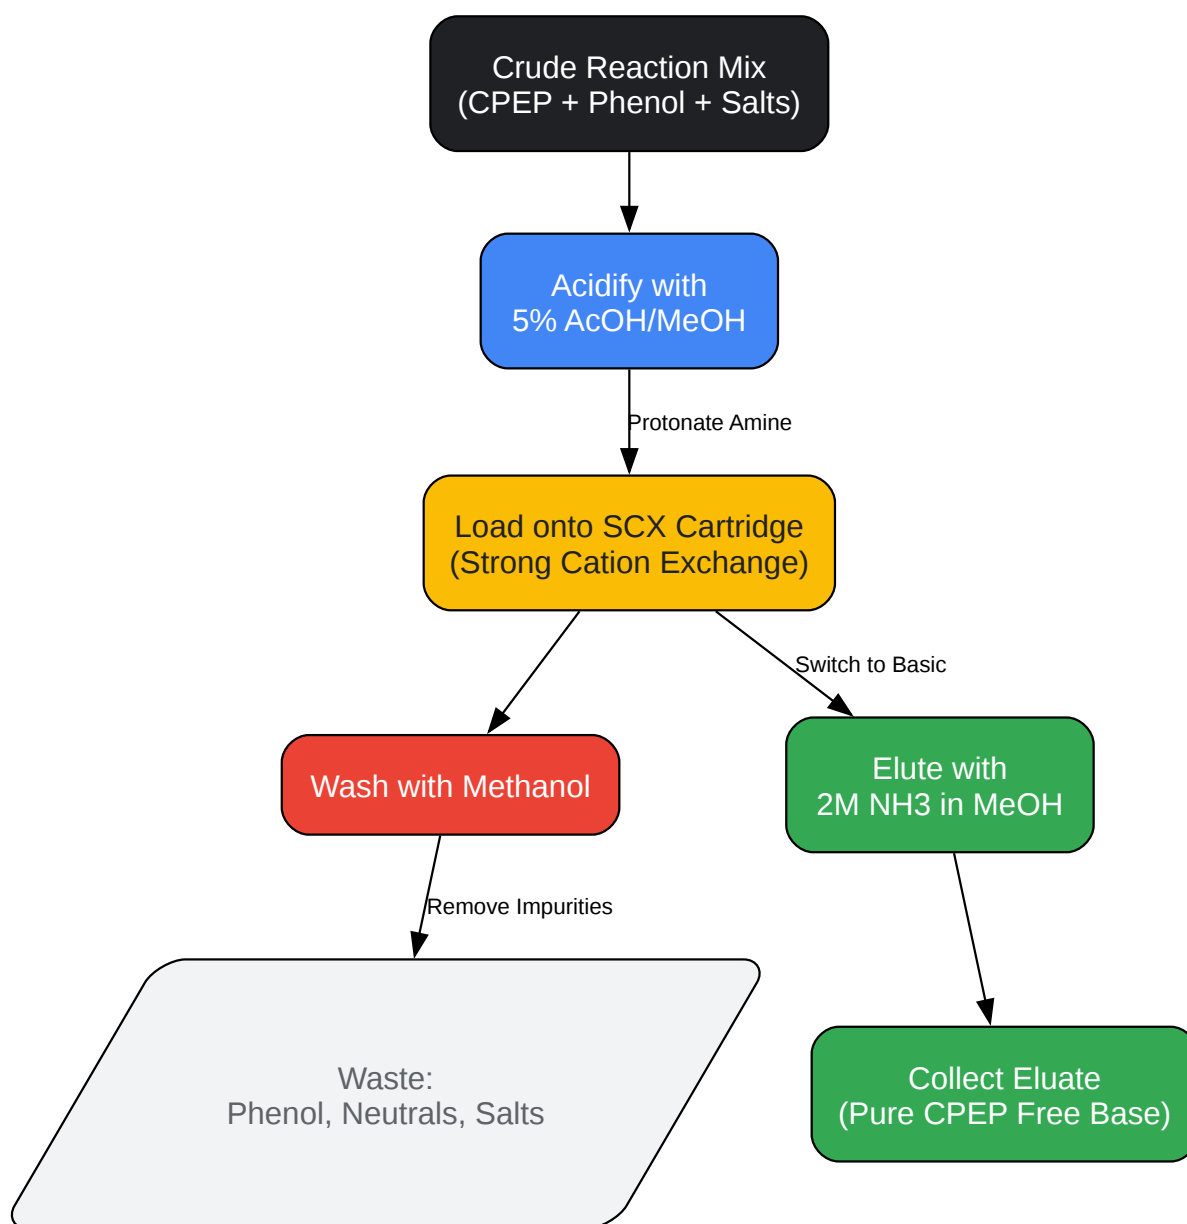 Crude Reaction Mix
(CPEP + Phenol + Salts)
Acidify with
5% AcOH/MeOH
Protonate Amine
Load onto SCX Cartridge
(Strong Cation Exchange)
Switch to Basic
Wash with Methanol
Elute with
2M NH3 in MeOH
Remove Impurities
Waste:
Phenol, Neutrals, Salts
Collect Eluate
(Pure CPEP Free Base)